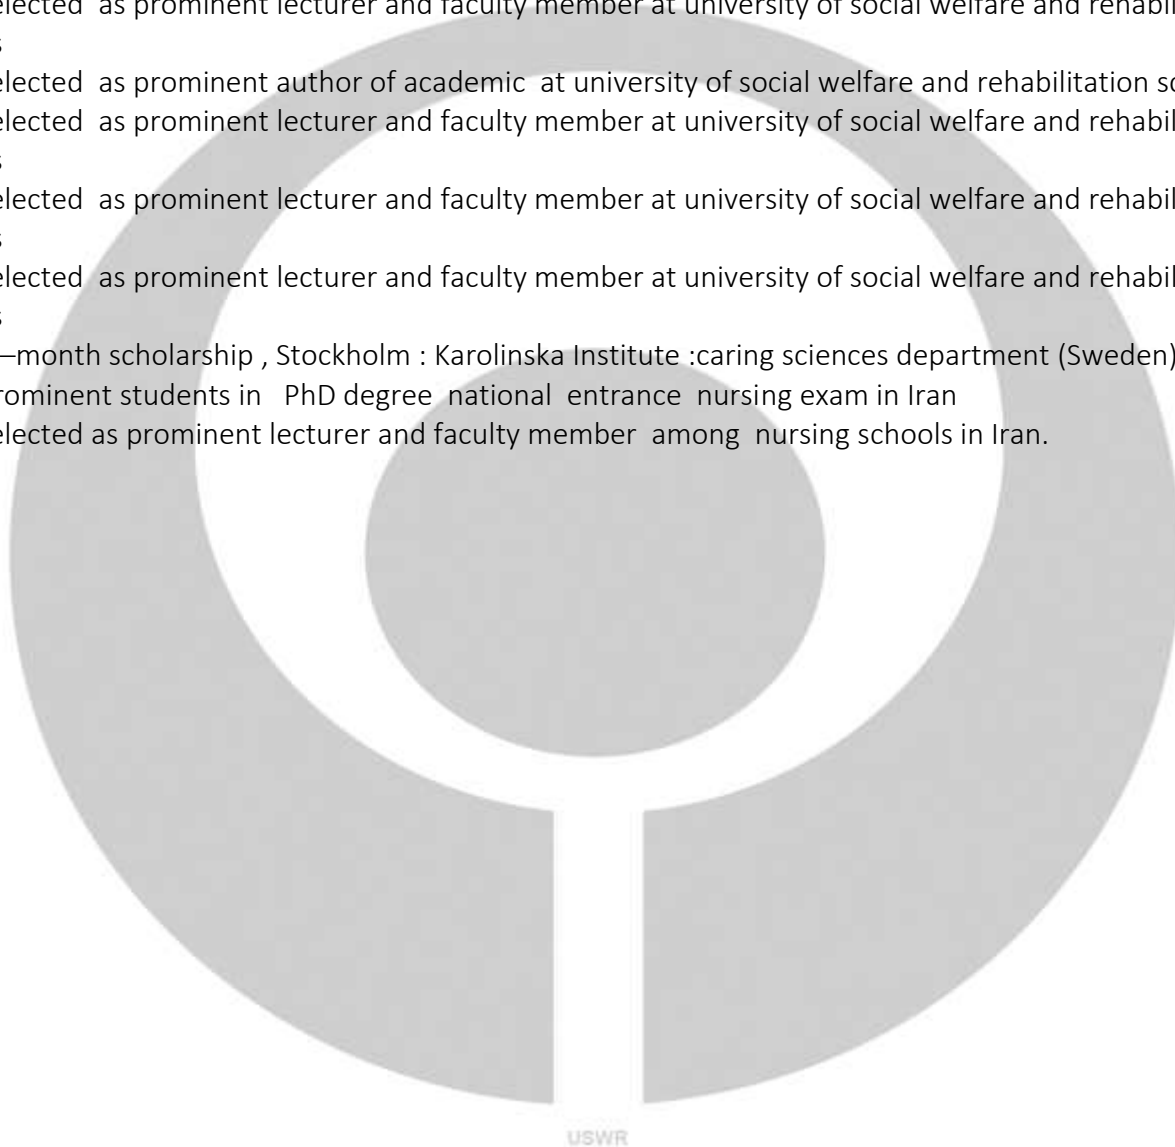 elected as prominent lecturer and faculty member at university of social welfare and rehabil
s
elected as prominent author of academic at university of social welfare and rehabilitation sc
elected as prominent lecturer and faculty member at university of social welfare and rehabil
s
elected as prominent lecturer and faculty member at university of social welfare and rehabil
s
elected as prominent lecturer and faculty member at university of social welfare and rehabil
s
–month scholarship , Stockholm : Karolinska Institute :caring sciences department (Sweden)
rominent students in PhD degree national entrance nursing exam in Iran
elected as prominent lecturer and faculty member among nursing schools in Iran.
USWR